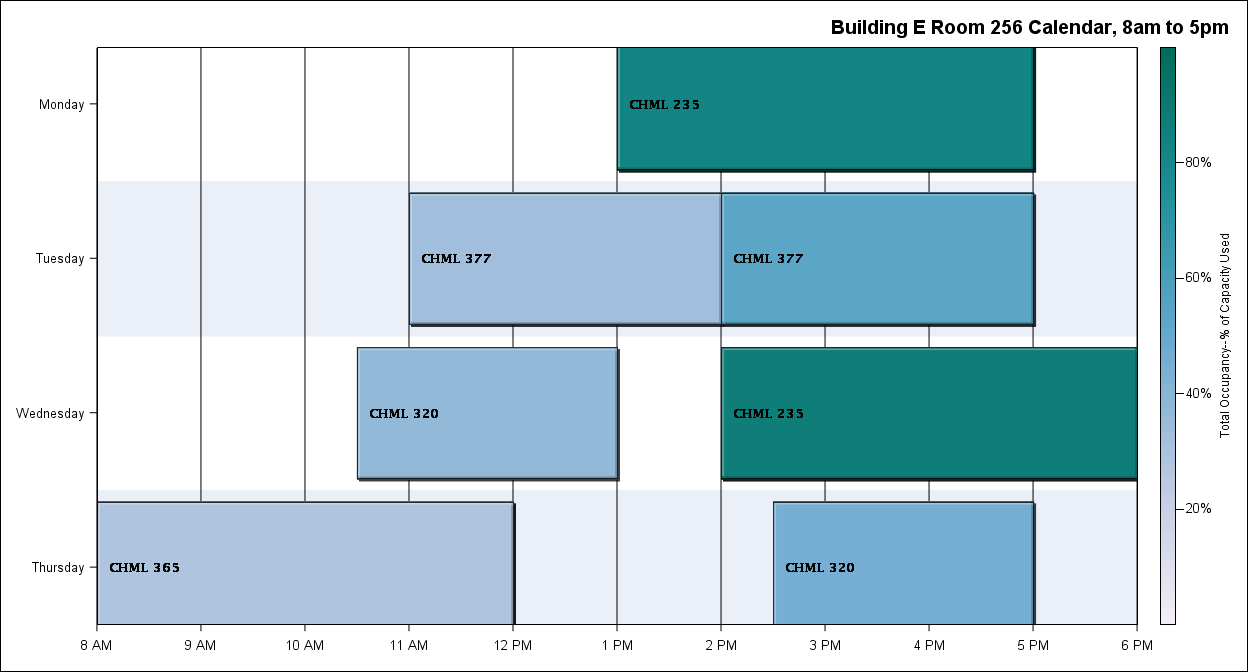 Building E Room 256 Calendar, 8am to 5pm
Monday
CHML 235
Tuesday
CHML 377
CHML 377
Wednesday
CHML 320
CHML 235
Thursday
CHML 365
CHML 320
8 AM
9 AM
10 AM
11 AM
12 PM
1 PM
2 PM
3 PM
4 PM
5 PM
6 PM
80%
60%
40%
20%
Total Occupancy--% of Capacity Used